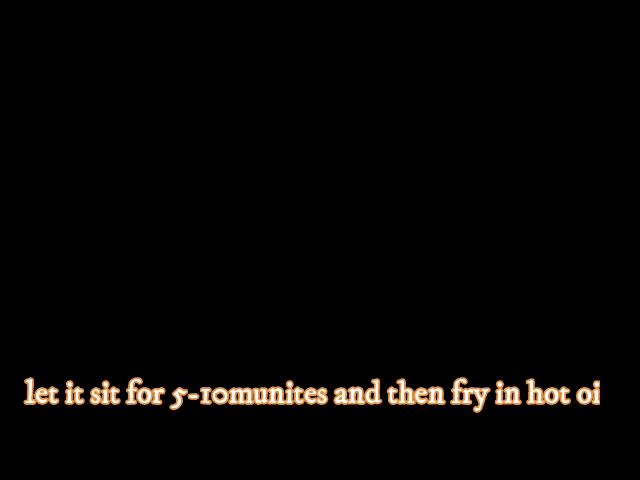 let it sit for 5-10munites and then fry in hot oi